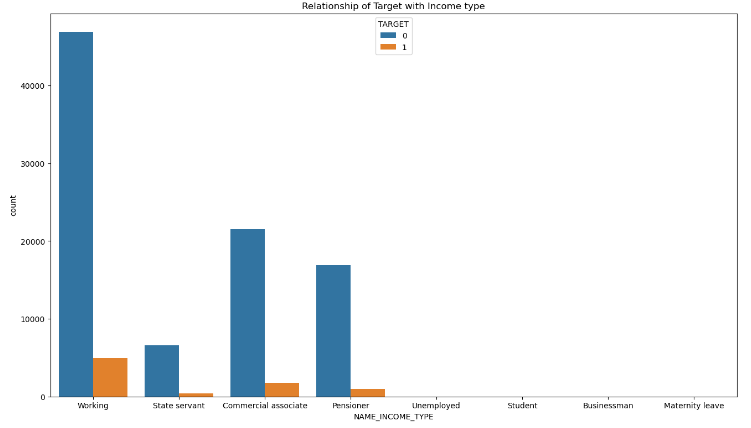 Relationship of Target with Income type
TARGET
0
1
40000
30000
20000
10000
0
count
Working State servant Commercial associate Pensioner Unemployed Student Businessman Maternity leave
NAME_INCOME_TYPE